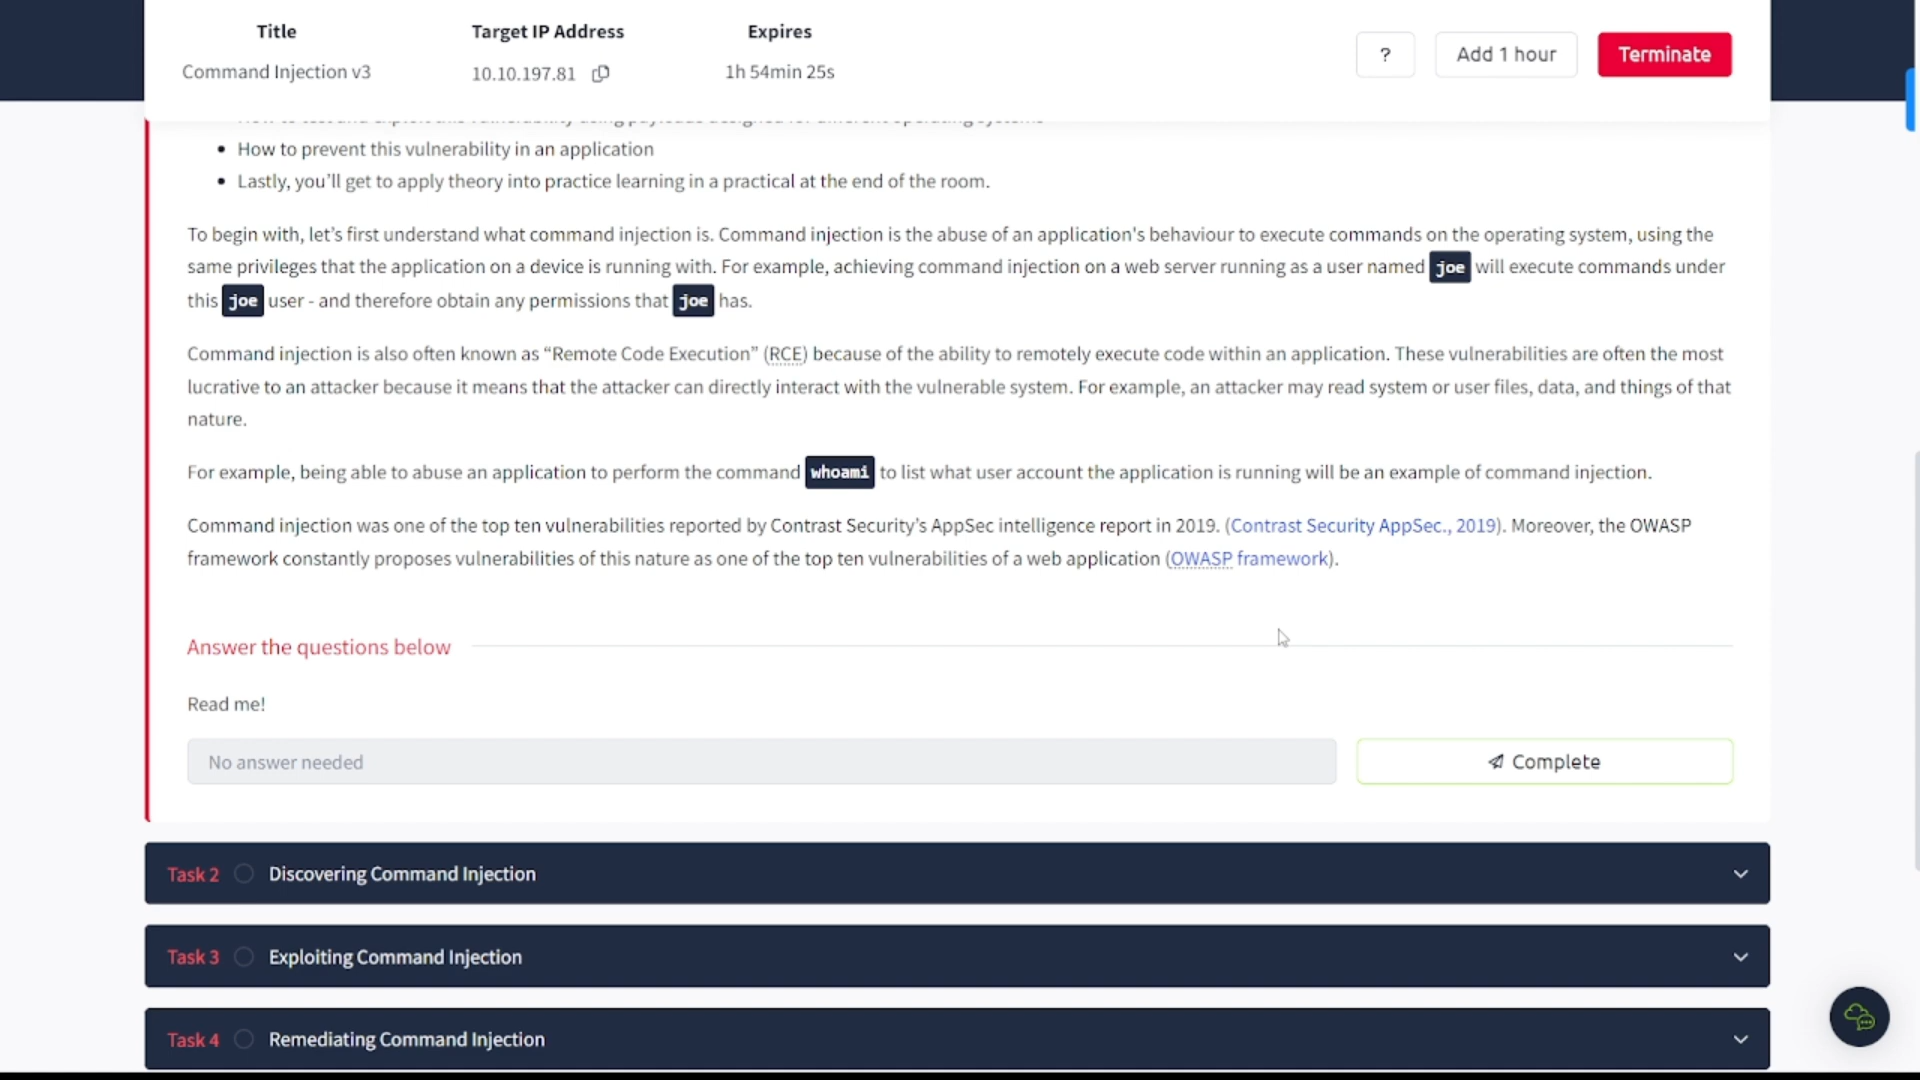 Title
Target IP Address
Expires
Command Injection v3
10.10.197.81
1h 54min 25s
?
Add 1 hour
Terminate
• How to prevent this vulnerability in an application
• Lastly, you’ll get to apply theory into practice learning in a practical at the end of the room.
To begin with, let’s first understand what command injection is. Command injection is the abuse of an application's behaviour to execute commands on the operating system, using the
same privileges that the application on a device is running with. For example, achieving command injection on a web server running as a user named joe will execute commands under
this joe user - and therefore obtain any permissions that joe has.
Command injection is also often known as “Remote Code Execution” (RCE) because of the ability to remotely execute code within an application. These vulnerabilities are often the most
lucrative to an attacker because it means that the attacker can directly interact with the vulnerable system. For example, an attacker may read system or user files, data, and things of that
nature.
For example, being able to abuse an application to perform the command whoami to list what user account the application is running will be an example of command injection.
Command injection was one of the top ten vulnerabilities reported by Contrast Security’s AppSec intelligence report in 2019. (Contrast Security AppSec., 2019). Moreover, the OWASP
framework constantly proposes vulnerabilities of this nature as one of the top ten vulnerabilities of a web application (OWASP framework).
Answer the questions below
Read me!
No answer needed
Complete
Task 2 Discovering Command Injection
Task 3 Exploiting Command Injection
Task 4 Remediating Command Injection